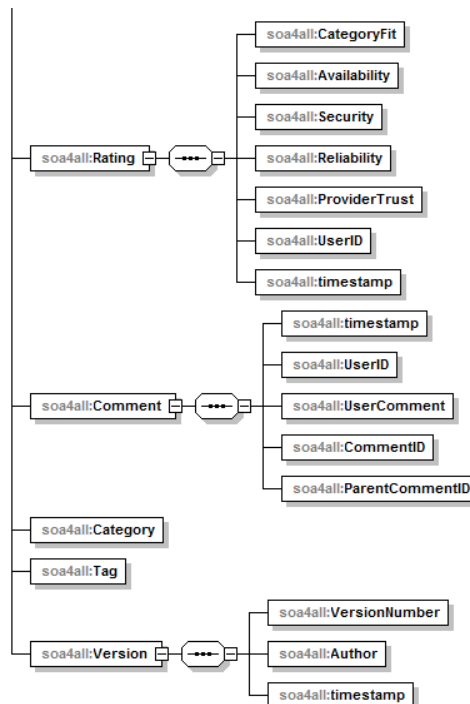 soa4all:CategoryFit
soa4all:Availability
soa4all:Security
soa4all:Rating
soa4all:Reliability
soa4all:ProviderTrust
soa4all:UserID
soa4all:timestamp
soa4all:timestamp
soa4all:UserID
soa4all:Comment
soa4all:UserComment
soa4all:CommentID
soa4all:ParentCommentID
soa4all:Category
soa4all:Tag
soa4all:VersionNumber
soa4all:Version
soa4all:Author
soa4all:timestamp